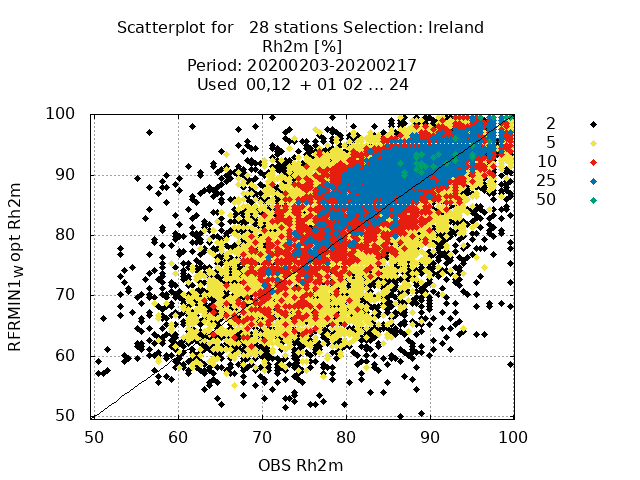 Scatterplot for 28 stations Selection: Ireland
Rh2m [%]
Period: 20200203-20200217
Used 00,12 + 01 02 ... 24
RFRMIN1W opt Rh2m
100
90
80
70
60
50
50 60 70 80 90 100
OBS Rh2m
2
5
10
25
50